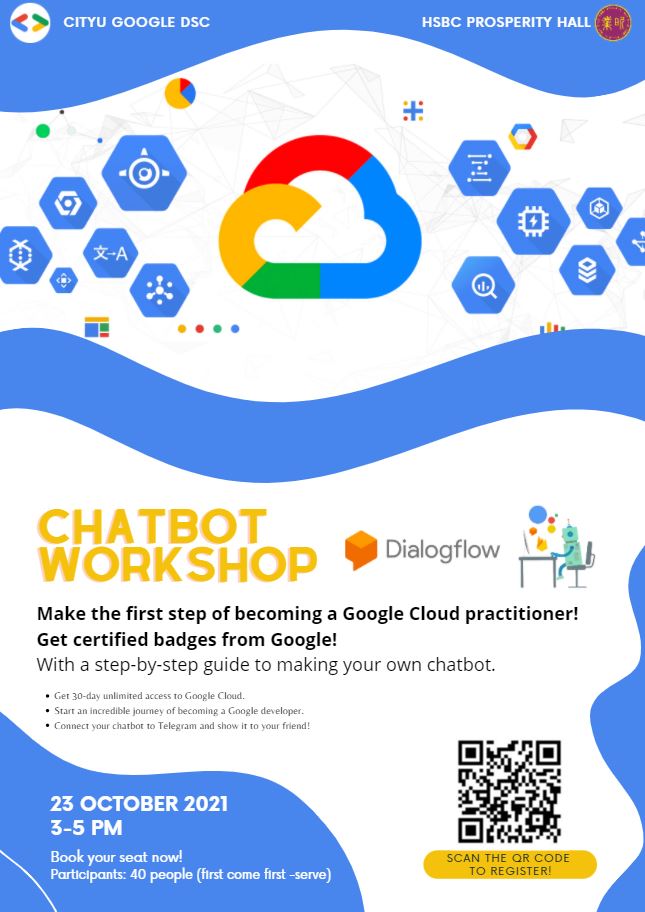 CITYU GOOGLE DSC
HSBC PROSPERITY HALL
業昕
文→A
CHATBOT
WORKSHOP
Dialogflow
Make the first step of becoming a Google Cloud practitioner!
Get certified badges from Google!
With a step-by-step guide to making your own chatbot.
• Get 30-day unlimited access to Google Cloud.
• Start an incredible journey of becoming a Google developer.
• Connect your chatbot to Telegram and show it to your friend!
23 OCTOBER 2021
3-5 PM
Book your seat now!
Participants: 40 people (first come first -serve)
SCAN THE QR CODE
TO REGISTER!